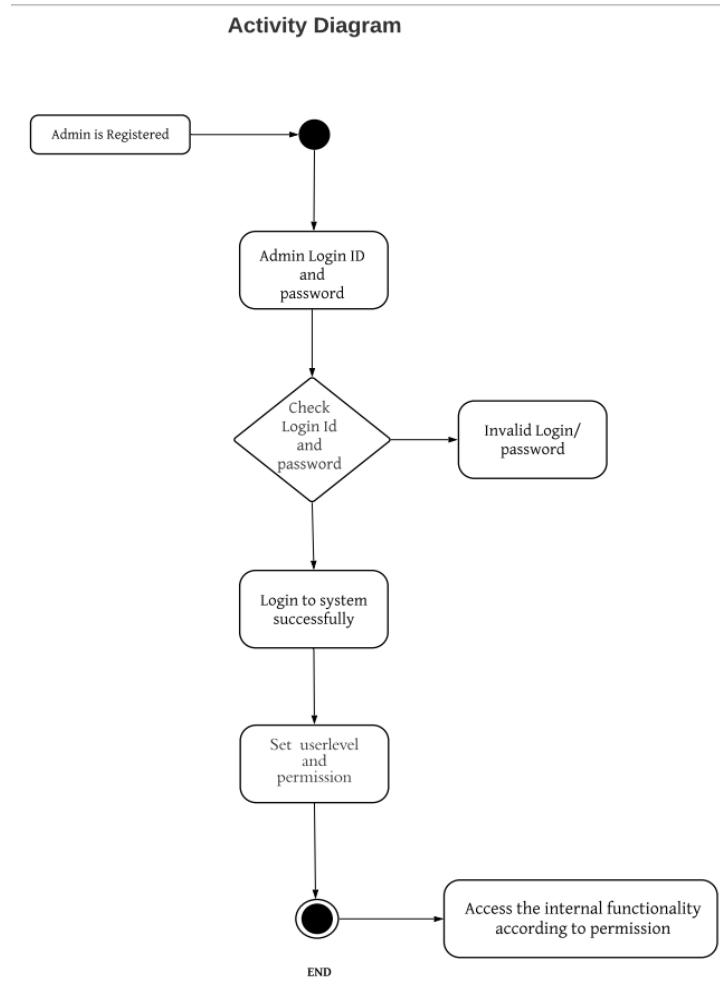 Activity Diagram
Admin is Registered
Admin Login ID
and
password
Check
Login Id
and
password
Invalid Login/
password
Login to system
successfully
Set userlevel
and
permission
Access the internal functionality
according to permission
END